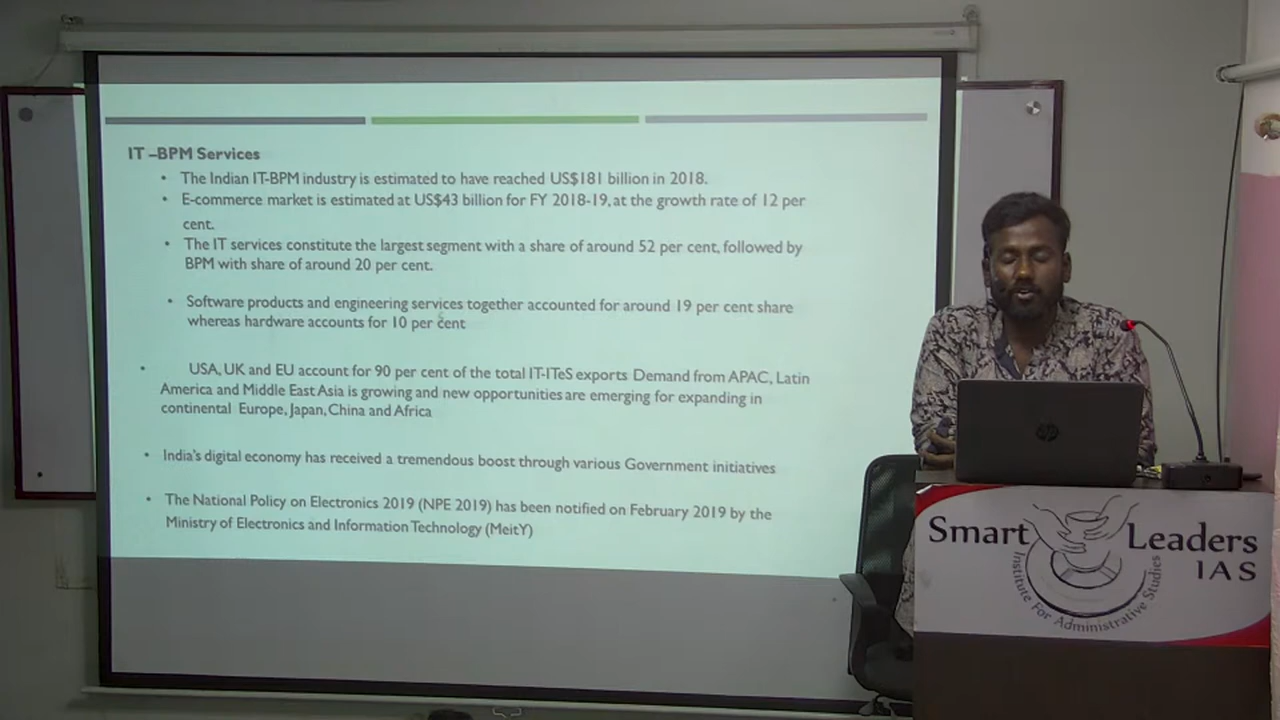 IT –BPM Services
• The Indian IT-BPM industry is estimated to have reached US$181 billion in 2018.
• E-commerce market is estimated at US$43 billion for FY 2018-19, at the growth rate of 12 per
cent.
• The IT services constitute the largest segment with a share of around 52 per cent, followed by
BPM with share of around 20 per cent.
• Software products and engineering services together accounted for around 19 per cent share
whereas hardware accounts for 10 per cent
• USA, UK and EU account for 90 per cent of the total IT-ITeS exports Demand from APAC, Latin
America and Middle East Asia is growing and new opportunities are emerging for expanding in
continental Europe, Japan, China and Africa
• India's digital economy has received a tremendous boost through various Government initiatives
• The National Policy on Electronics 2019 (NPE 2019) has been notified on February 2019 by the
Ministry of Electronics and Information Technology (MeitY)
hp
Smart Leaders
IAS
Institute For Administrative Studies